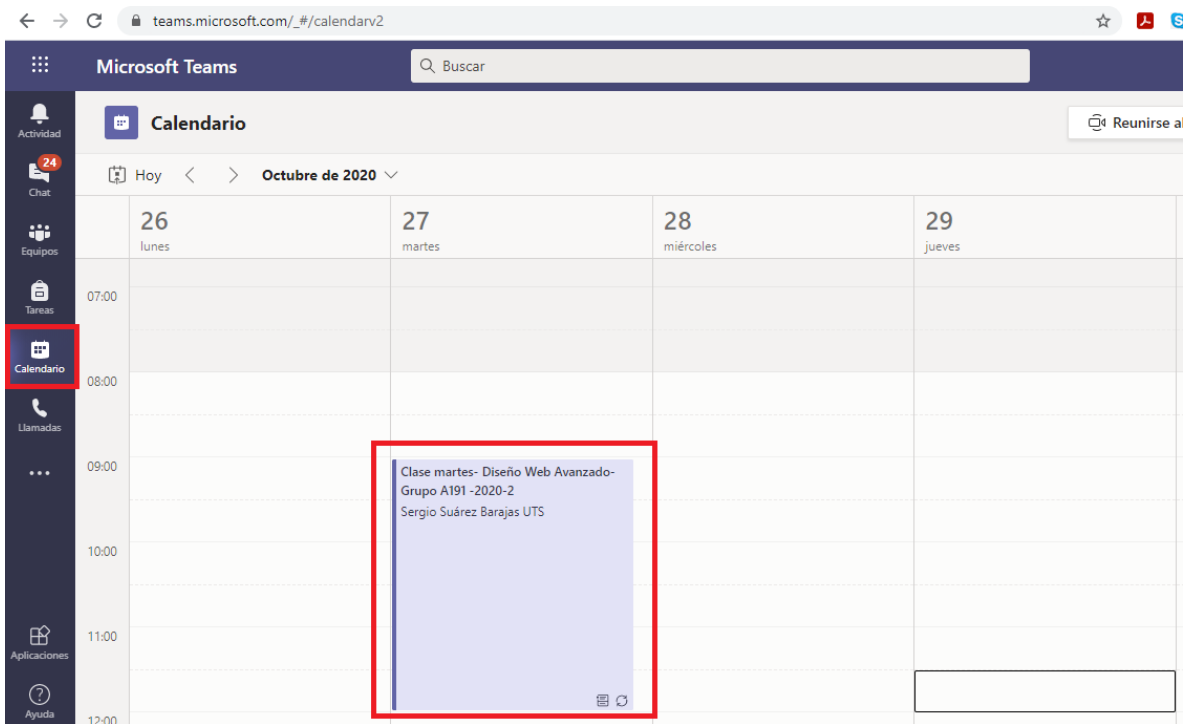 teams.microsoft.com/_#/calendarv2
Microsoft Teams
Buscar
Actividad
24
Chat
Equipos
Tareas
Calendario
Llamadas
Aplicaciones
Ayuda
Calendario
Reunirse
Hoy
Octubre de 2020
26 27 28 29
lunes martes miércoles jueves
07:00
08:00
09:00
Clase martes- Diseño Web Avanzado-
Grupo A191 -2020-2
Sergio Suárez Barajas UTS
10:00
11:00
12:00